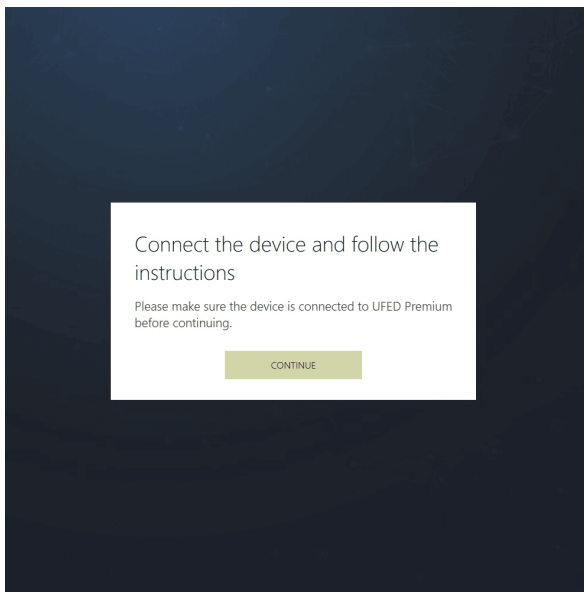 Connect the device and follow the
instructions
Please make sure the device is connected to UFED Premium
before continuing.
CONTINUE